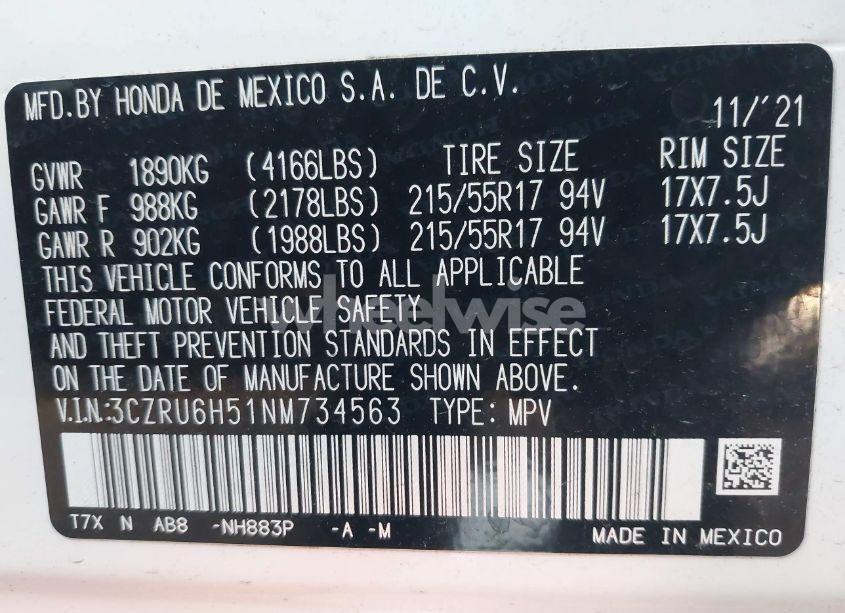 MFD.BY HONDA DE MEXICO S.A. DE C.V.
11/'21
GVWR 1890KG (4166LBS) TIRE SIZE RIM SIZE
GAWR F 988KG (2178LBS) 215/55R17 94V 17X7.5J
GAWR R 902KG (1988LBS) 215/55R17 94V 17X7.5J
THIS VEHICLE CONFORMS TO ALL APPLICABLE
FEDERAL MOTOR VEHICLE SAFETY
wheelwise
AND THEFT PREVENTION STANDARDS IN EFFECT
ON THE DATE OF MANUFACTURE SHOWN ABOVE.
V.I.N.:3CZRU6H51NM734563 TYPE: MPV
T7X N AB8 -NH883P -A -M
MADE IN MEXICO